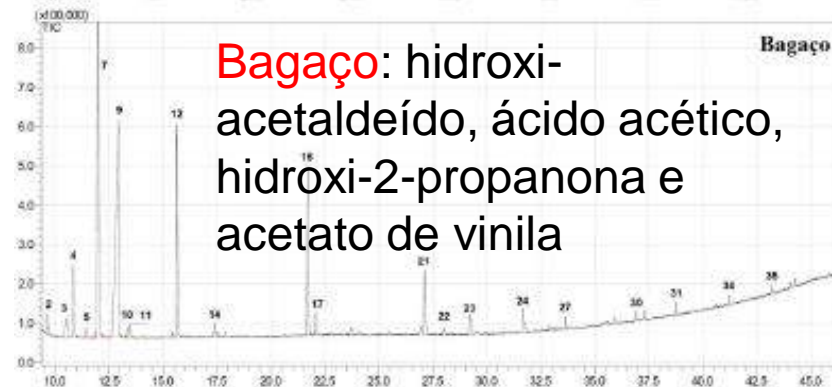 (x100,000)
TIC
Bagaço
Bagaço: hidroxi-
acetaldeído, ácido acético,
hidroxi-2-propanona e
acetato de vinila
8.0
7.0
6.0
5.0
4.0
3.0
2.0
1.0
0.0
2 3 4 5 7 9 10 11 12 14 16 17 21 22 23 24 27 30 31 38
10.0 12.5 15.0 17.5 20.0 22.5 25.0 27.5 30.0 32.5 35.0 37.5 40.0 42.5 45.0